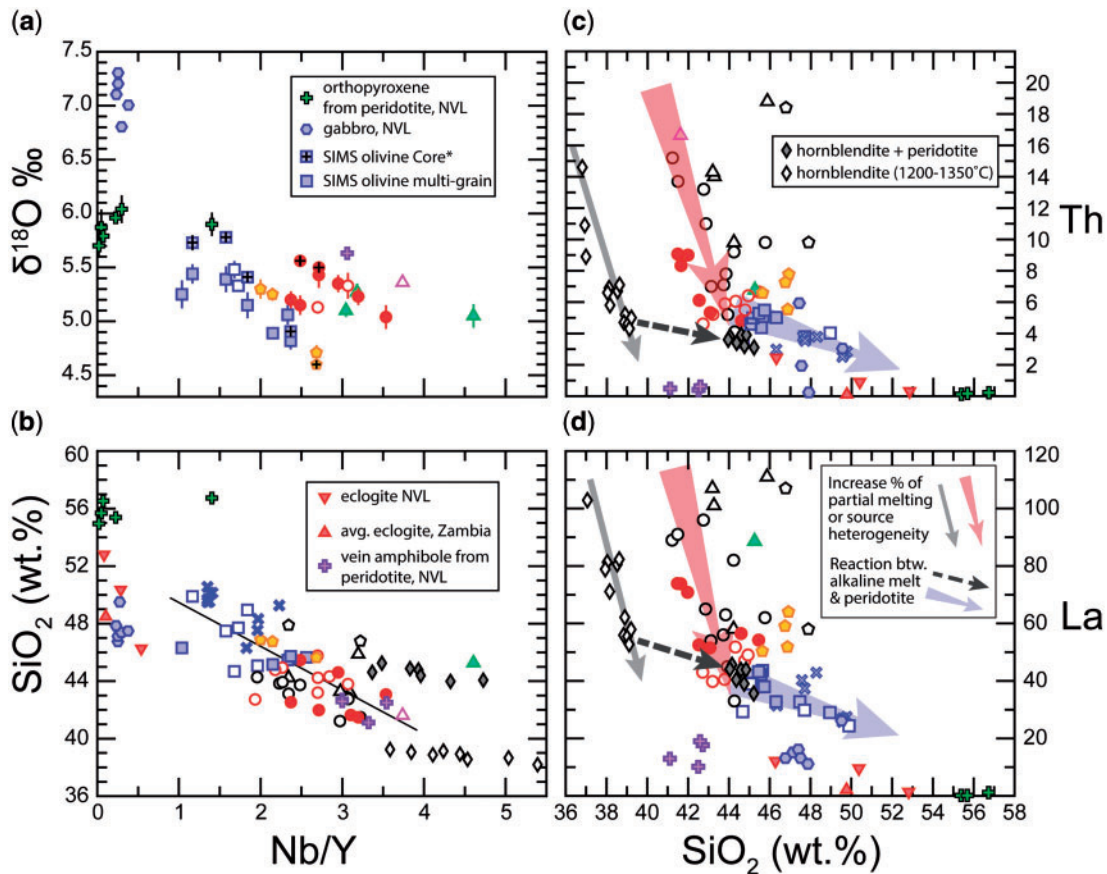 (a)
7.5
7.0
6.5
6.0
5.5
5.0
4.5
δ18O ‰
orthopyroxene
from peridotite, NVL
gabbro, NVL
SIMS olivine Core*
SIMS olivine multi-grain
(b)
60
56
52
48
44
40
36
SiO2 (wt.%)
eclogite NVL
avg. eclogite, Zambia
vein amphibole from
peridotite, NVL
0 1 2 3 4 5
Nb/Y
(c)
hornblendite + peridotite
hornblendite (1200-1350°C)
20
18
16
14
12
10
8
6
4
2
Th
(d)
Increase % of
partial melting
or source
heterogeneity
Reaction btw.
alkaline melt
& peridotite
120
100
80
60
40
20
La
36 38 40 42 44 46 48 50 52 54 56 58
SiO2 (wt.%)